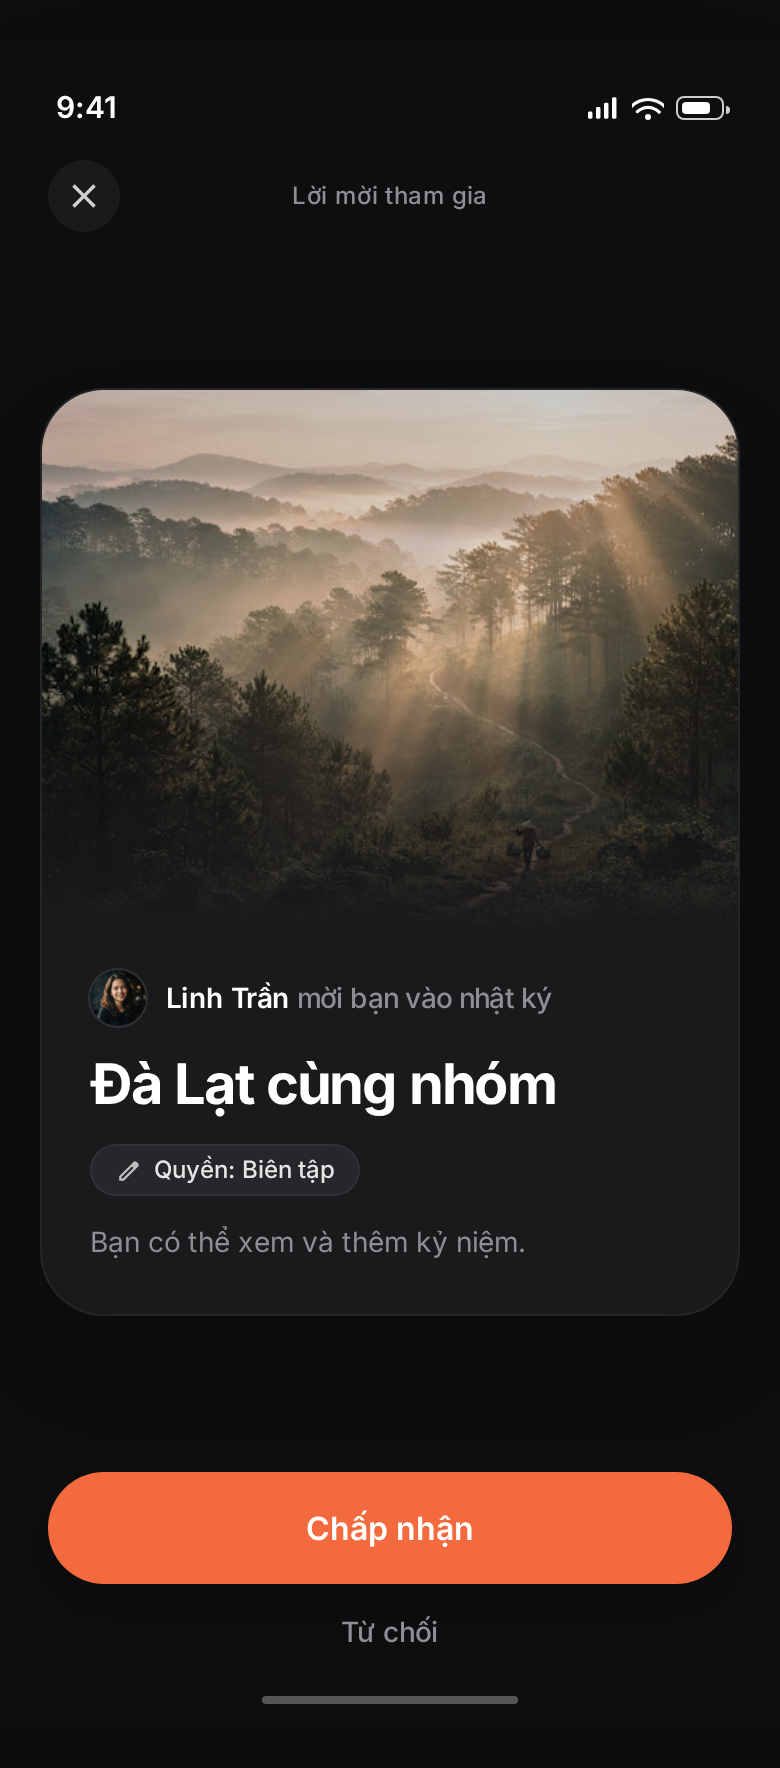 9:41
Lời mời tham gia
Linh Trần mời bạn vào nhật ký
Đà Lạt cùng nhóm
Quyền: Biên tập
Bạn có thể xem và thêm kỷ niệm.
Chấp nhận
Từ chối